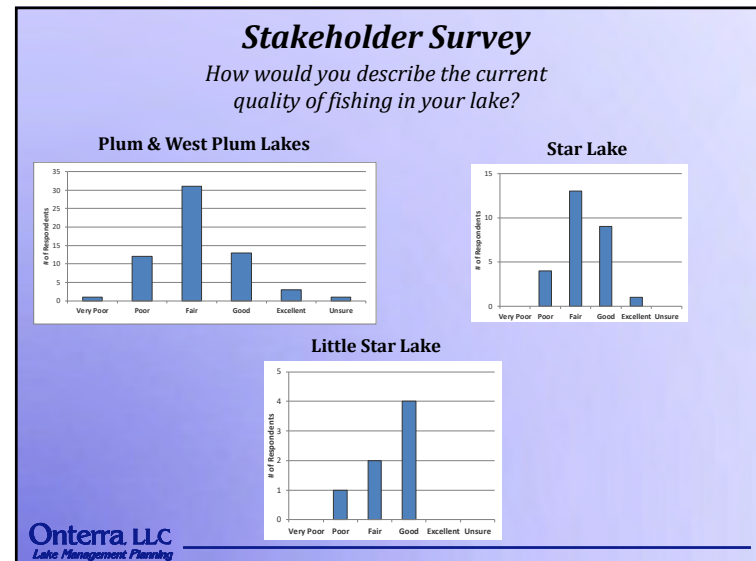 Stakeholder Survey
How would you describe the current
quality of fishing in your lake?
Plum & West Plum Lakes
# of Respondents
35
30
25
20
15
10
5
0
Very Poor Poor Fair Good Excellent Unsure
Star Lake
# of Respondents
15
10
5
0
Very Poor Poor Fair Good Excellent Unsure
Little Star Lake
# of Respondents
5
4
3
2
1
0
Very Poor Poor Fair Good Excellent Unsure
Onterra, LLC
Lake Management Planning